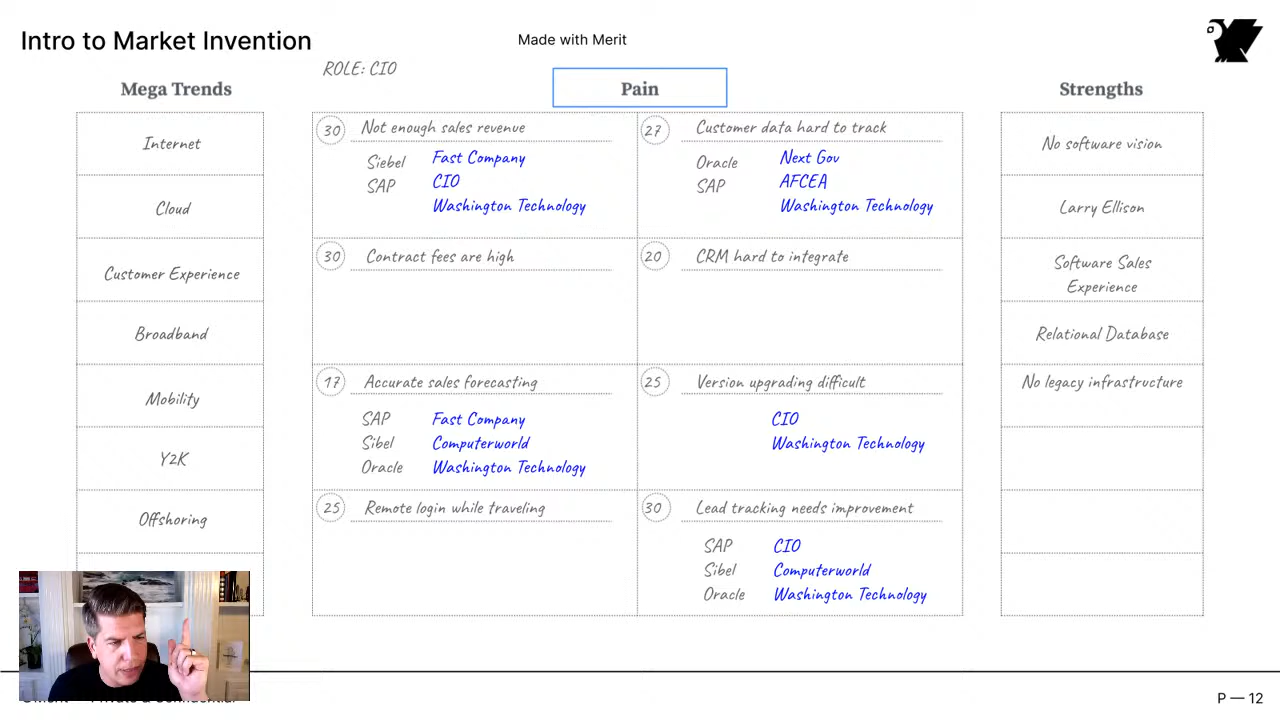 Intro to Market Invention
Made with Merit
ROLE: CIO
Mega Trends
Pain
Strengths
Internet
Cloud
Customer Experience
Broadband
Mobility
Y2K
Offshoring
30 Not enough sales revenue
Siebel Fast Company
SAP CIO
Washington Technology
27 Customer data hard to track
Oracle Next Gov
SAP AFCEA
Washington Technology
30 Contract fees are high
20 CRM hard to integrate
17 Accurate sales forecasting
SAP Fast Company
Sibel Computerworld
Oracle Washington Technology
25 Version upgrading difficult
CIO
Washington Technology
25 Remote login while traveling
30 Lead tracking needs improvement
SAP CIO
Sibel Computerworld
Oracle Washington Technology
No software vision
Larry Ellison
Software Sales
Experience
Relational Database
No legacy infrastructure
P — 12